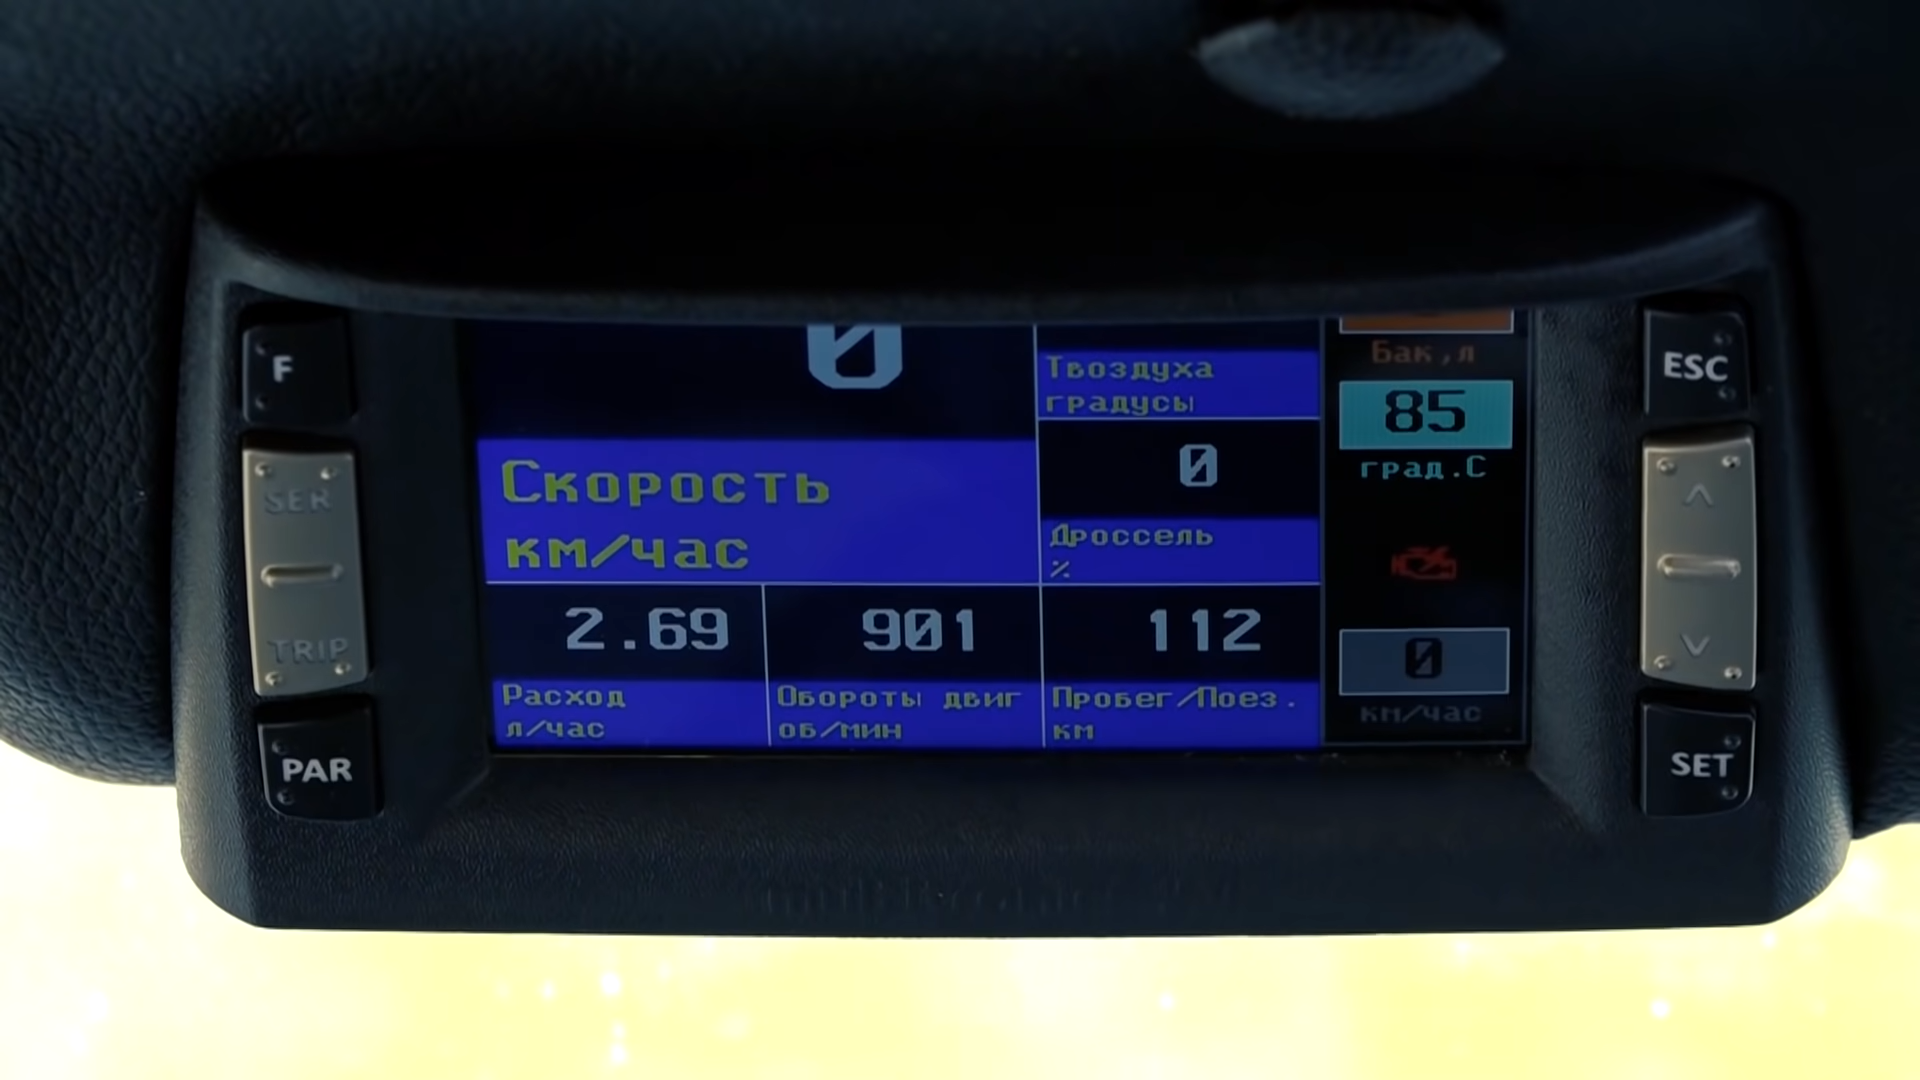 0
Скорость
км/час
Твоздуха
градусы
0
Дроссель
%
2.69
Расход
л/час
901
Обороты двиг
об/мин
112
Пробег/Поез.
км
Бак,л
85
град.С
0
км/час
F
SER
TRIP
PAR
ESC
SET